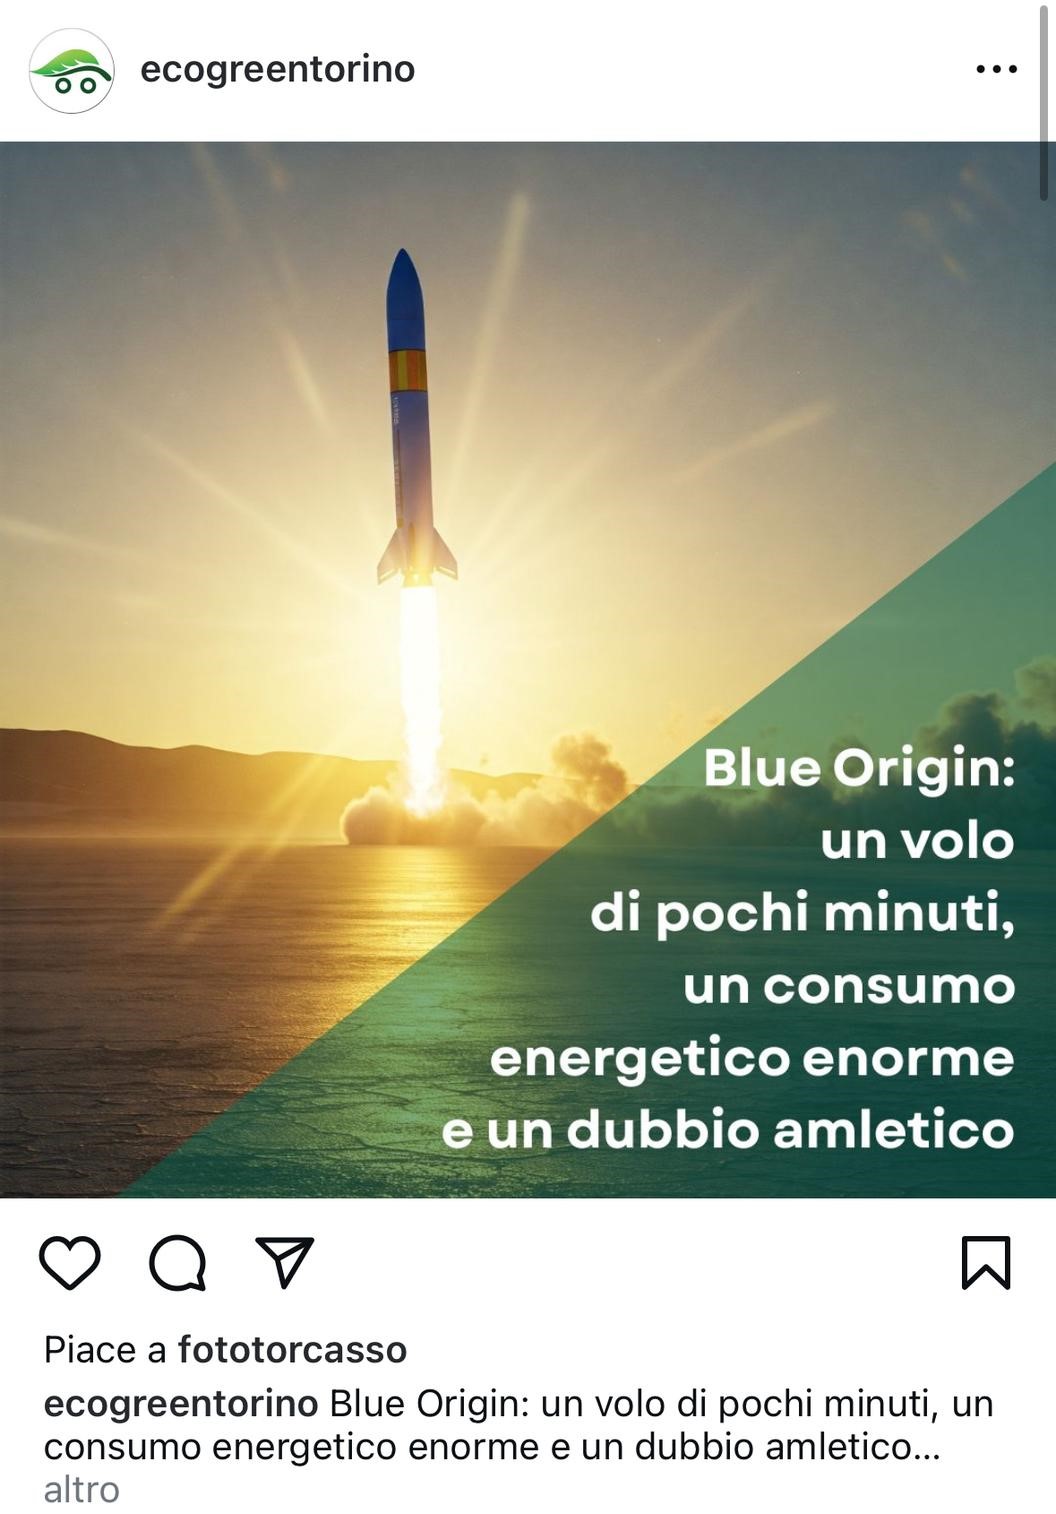 ecogreentorino
Blue Origin:
un volo
di pochi minuti,
un consumo
energetico enorme
e un dubbio amletico
Piace a fototorcasso
ecogreentorino Blue Origin: un volo di pochi minuti, un
consumo energetico enorme e un dubbio amletico...
altro